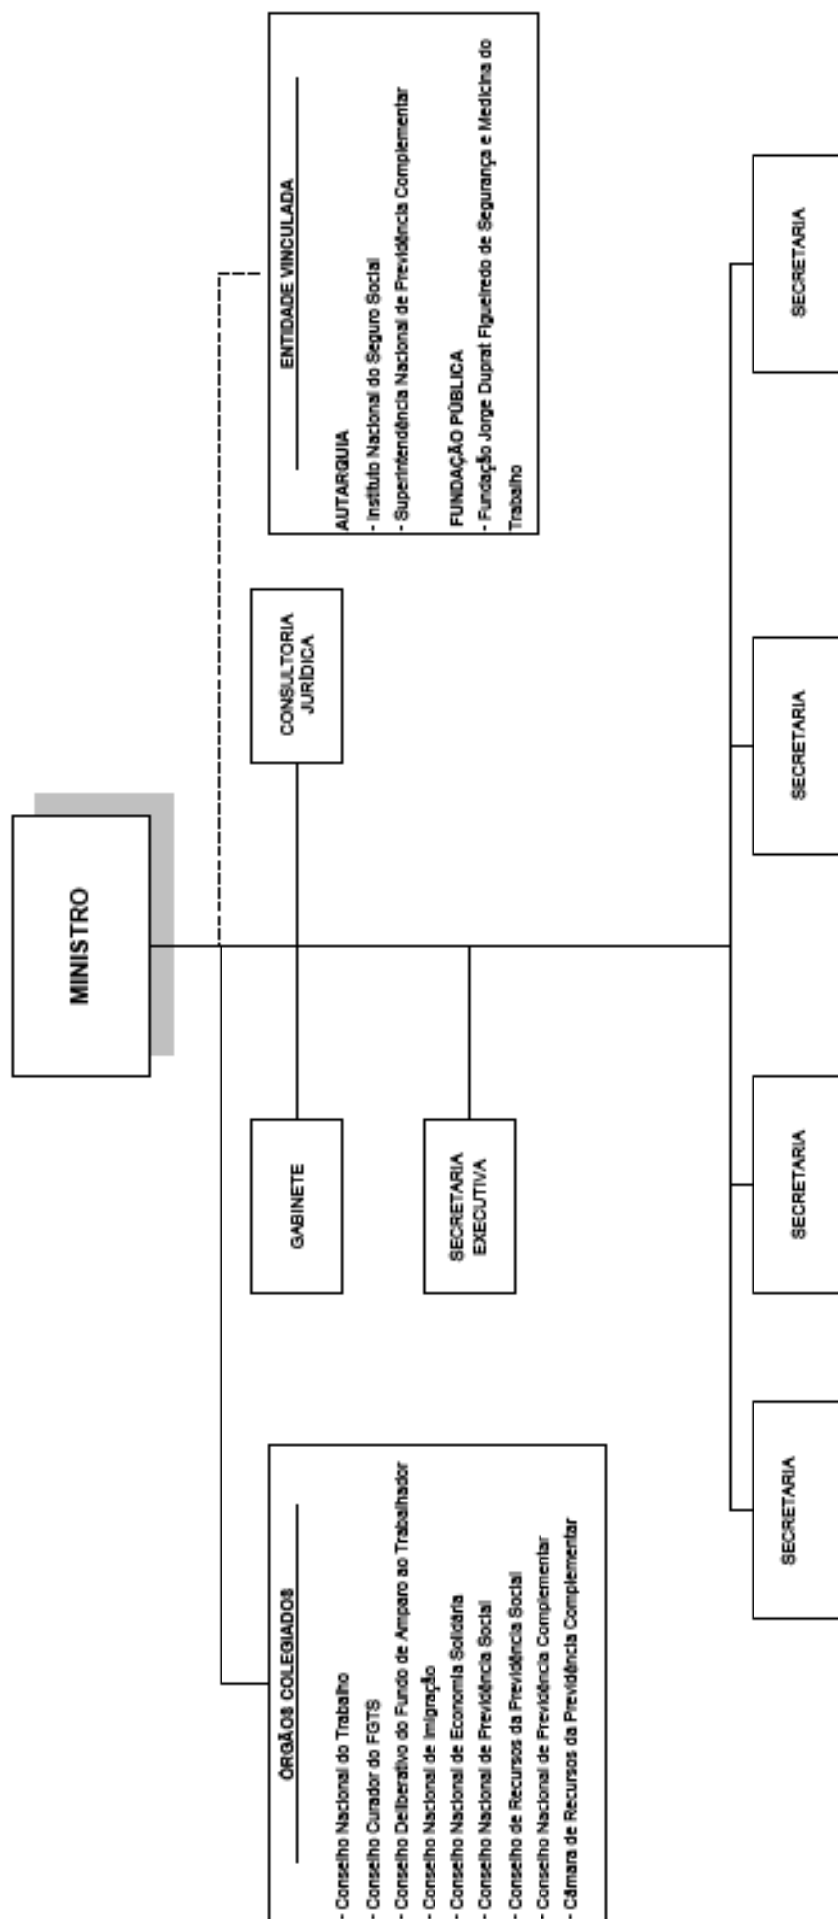 MINISTRO
ÓRGÃOS COLEGIADOS
- Conselho Nacional do Trabalho
- Conselho Curador do FGTS
- Conselho Deliberativo do Fundo de Amparo ao Trabalhador
- Conselho Nacional de Imigração
- Conselho Nacional de Economia Solidária
- Conselho Nacional de Previdência Social
- Conselho de Recursos da Previdência Social
- Conselho Nacional de Previdência Complementar
- Câmara de Recursos da Previdência Complementar
GABINETE
CONSULTORIA
JURÍDICA
ENTIDADE VINCULADA
AUTARQUIA
- Instituto Nacional do Seguro Social
- Superintendência Nacional de Previdência Complementar
FUNDAÇÃO PÚBLICA
- Fundação Jorge Duprat Figueiredo de Segurança e Medicina do
Trabalho
SECRETARIA
EXECUTIVA
SECRETARIA
SECRETARIA
SECRETARIA
SECRETARIA